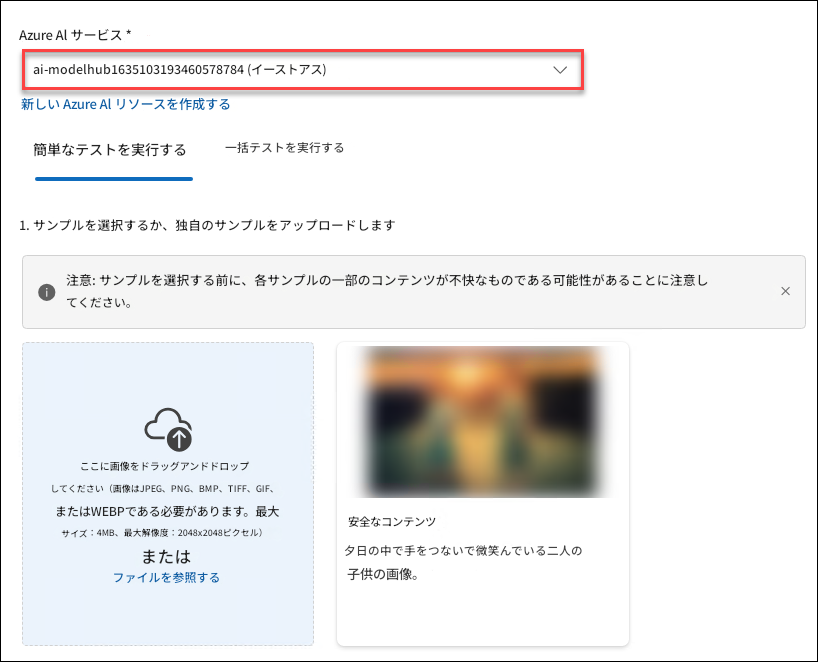 Azure AI サービス *
ai-modelhub1635103193460578784 (イーストアス)
新しい Azure AI リソースを作成する
簡単なテストを実行する
一括テストを実行する
1. サンプルを選択するか、独自のサンプルをアップロードします
注意: サンプルを選択する前に、各サンプルの一部のコンテンツが不快なものである可能性があることに注意し
てください。
ここに画像をドラッグアンドドロップ
してください（画像はJPEG、PNG、BMP、TIFF、GIF、
またはWEBPである必要があります。最大
サイズ：4MB、最大解像度：2048x2048ピクセル）
または
ファイルを参照する
安全なコンテンツ
夕日の中で手をつないで微笑んでいる二人の
子供の画像。